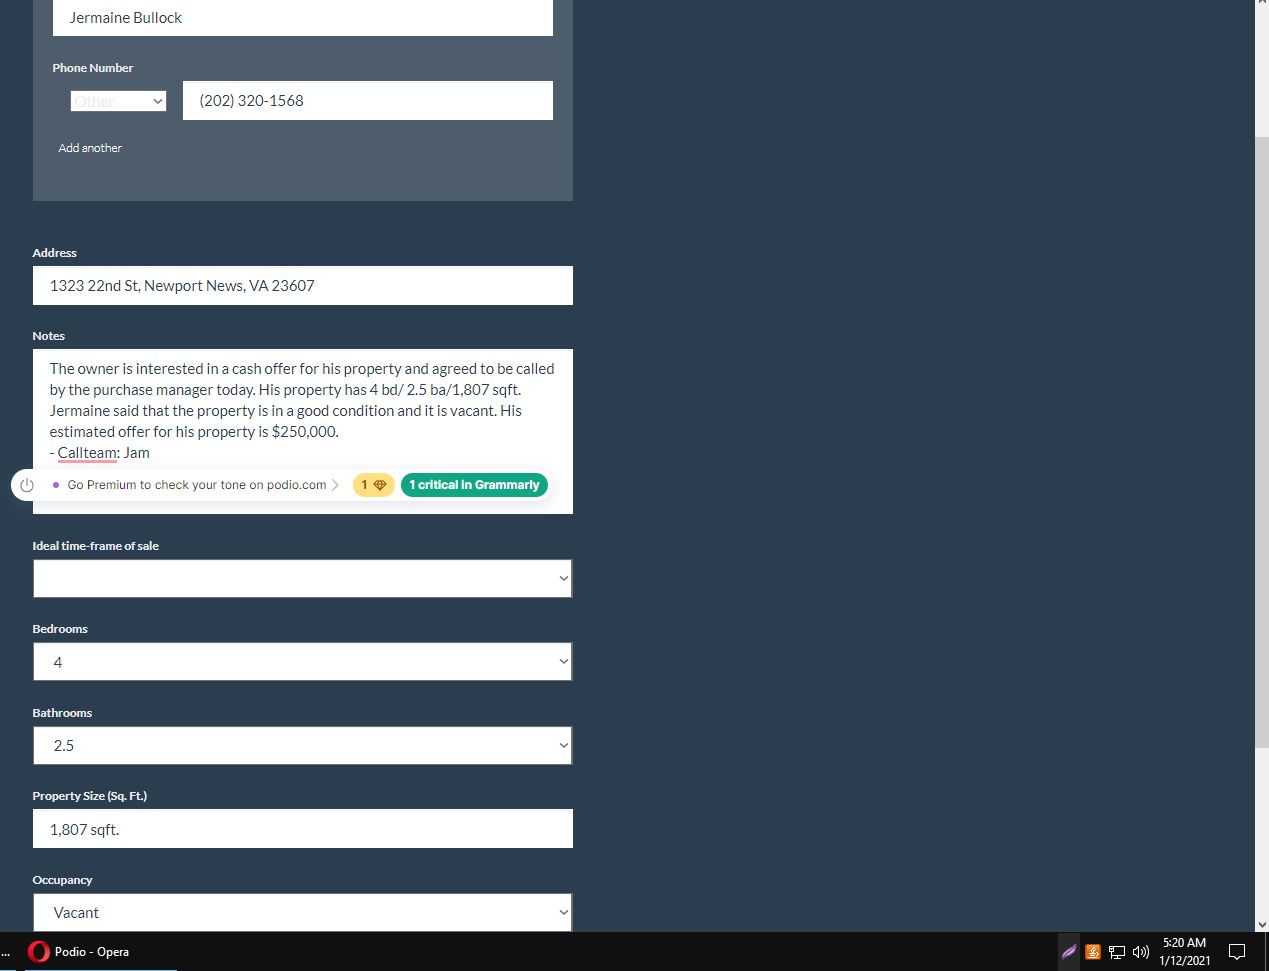 Jermaine Bullock
Phone Number
Other
(202) 320-1568
Add another
Address
1323 22nd St, Newport News, VA 23607
Notes
The owner is interested in a cash offer for his property and agreed to be called
by the purchase manager today. His property has 4 bd/ 2.5 ba/1,807 sqft.
Jermaine said that the property is in a good condition and it is vacant. His
estimated offer for his property is $250,000.
- Callteam: Jam
Go Premium to check your tone on podio.com
1
1 critical in Grammarly
Ideal time-frame of sale
Bedrooms
4
Bathrooms
2.5
Property Size (Sq. Ft.)
1,807 sqft.
Occupancy
Vacant
...
Podio - Opera
5:20 AM
1/12/2021